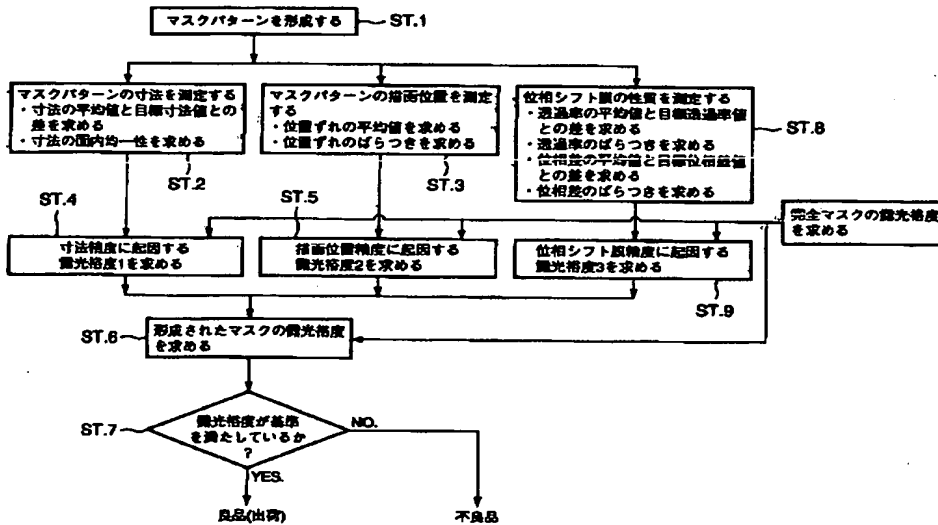 マスクパターンを形成する
ST.1
マスクパターンの寸法を測定する
・寸法の平均値と目標寸法値との
差を求める
・寸法の面内均一性を求める
ST.2
マスクパターンの描画位置を測定
する
・位置ずれの平均値を求める
・位置ずれのばらつきを求める
ST.3
位相シフト膜の性質を測定する
・透過率の平均値と目標透過率値
との差を求める
・透過率のばらつきを求める
・位相差の平均値と目標位相差値
との差を求める
・位相差のばらつきを求める
ST.8
完全マスクの露光裕度
を求める
ST.4
寸法精度に起因する
露光裕度1を求める
ST.5
描画位置精度に起因する
露光裕度2を求める
位相シフト膜精度に起因する
露光裕度3を求める
ST.9
ST.6
形成されたマスクの露光裕度
を求める
ST.7
露光裕度が基準
を満たしているか
?
NO.
YES.
良品(出荷)
不良品